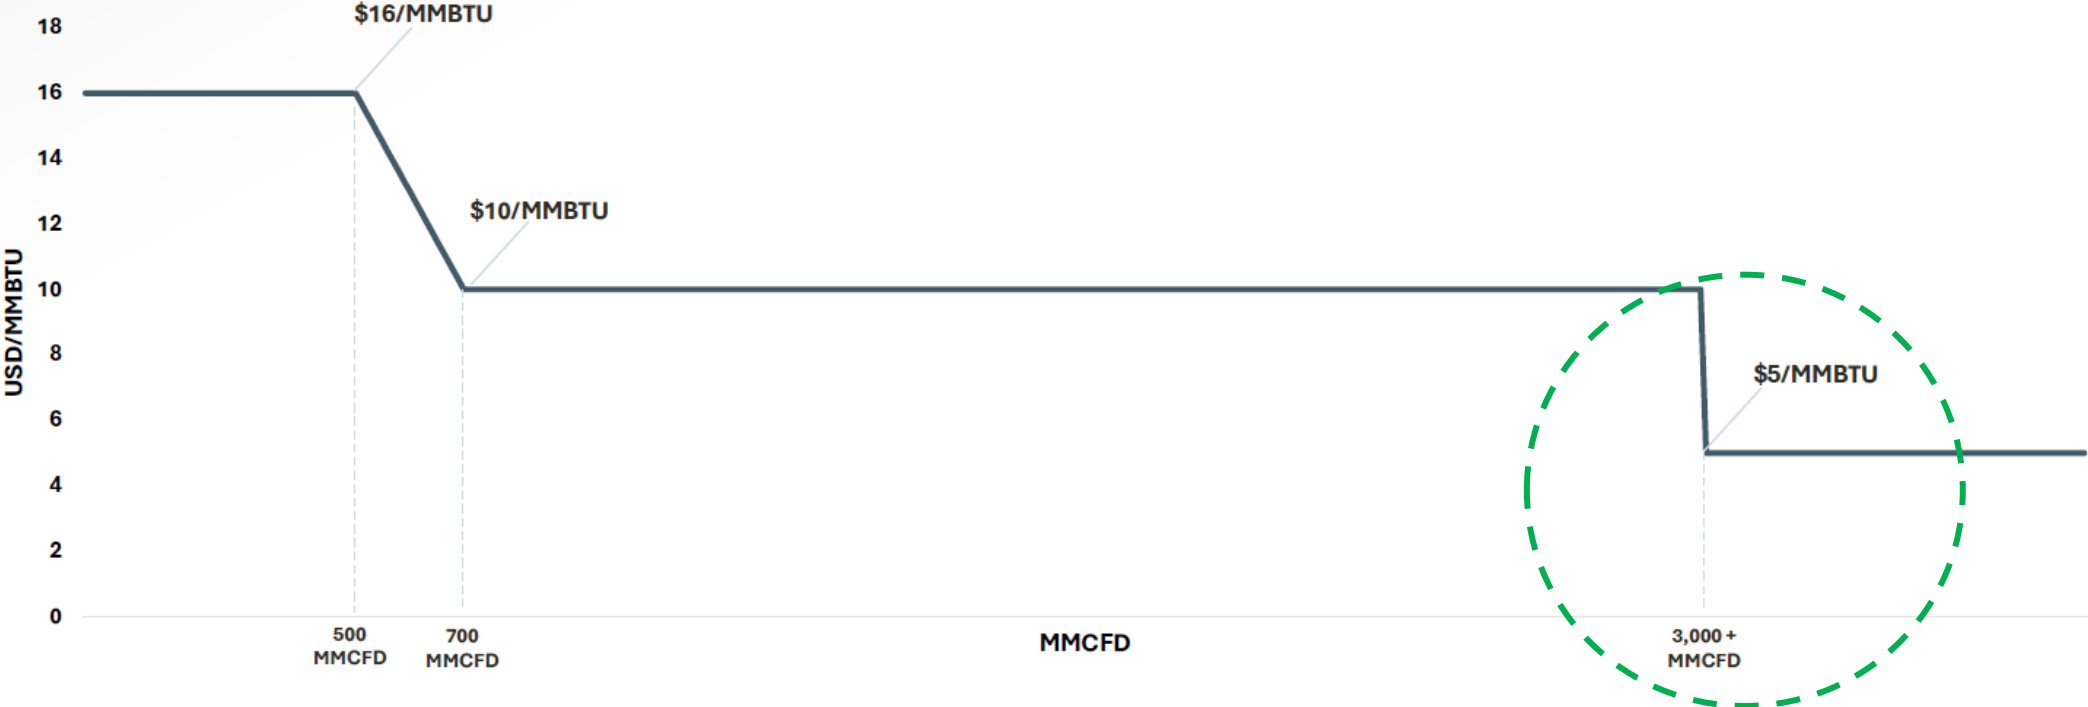 $16/MMBTU
18
16
14
$10/MMBTU
12
USD/MMBTU
10
8
$5/MMBTU
6
4
2
0
500
MMCFD
700
MMCFD
MMCFD
3,000 +
MMCFD